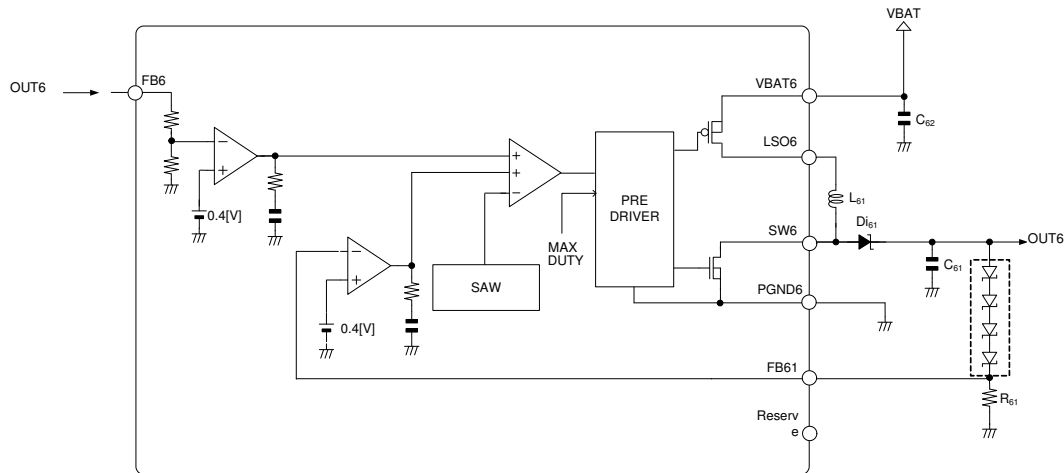 VBAT
OUT6
FB6
VBAT6
C62
LSO6
0.4[V]
PRE
DRIVER
L61
MAX
DUTY
SW6
Di61
OUT6
C61
SAW
PGND6
0.4[V]
FB61
R61
Reserv
e